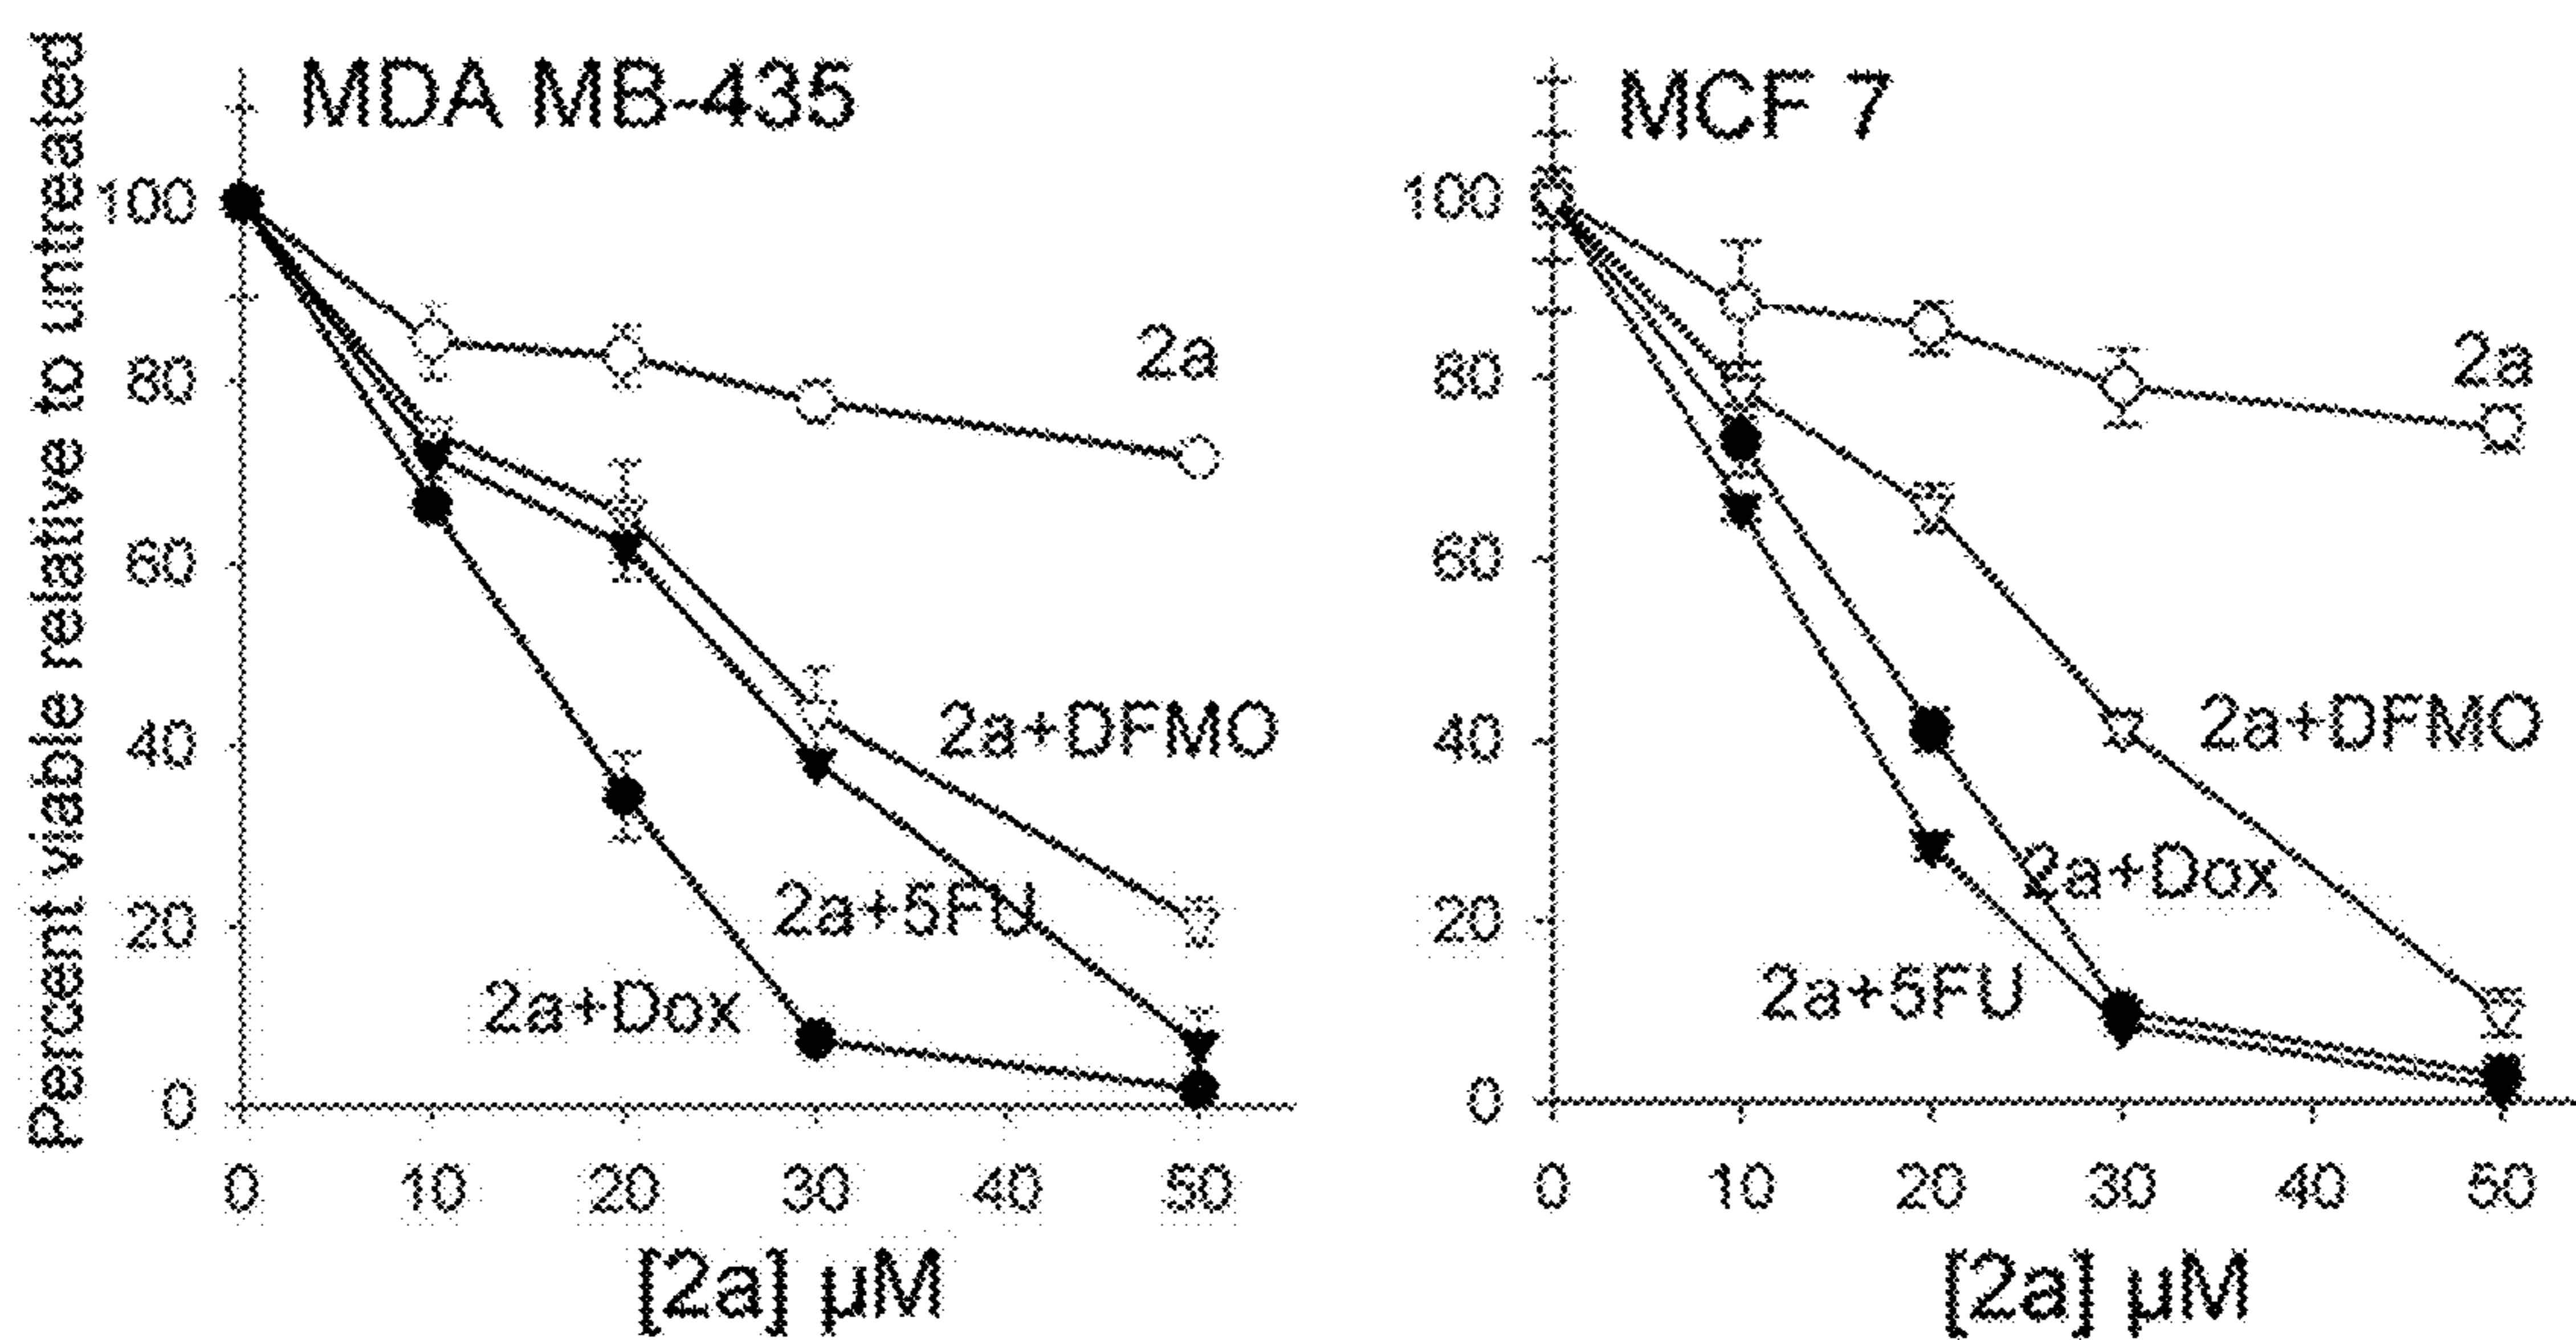 Percent viable relative to untreated
MDA MB-435
100
80
60
40
20
0
2a
2a+DFMO
2a+5FU
2a+Dox
0 10 20 30 40 50
[2a] µM
MCF 7
100
80
60
40
20
0
2a
2a+DFMO
2a+Dox
2a+5FU
0 10 20 30 40 50
[2a] µM